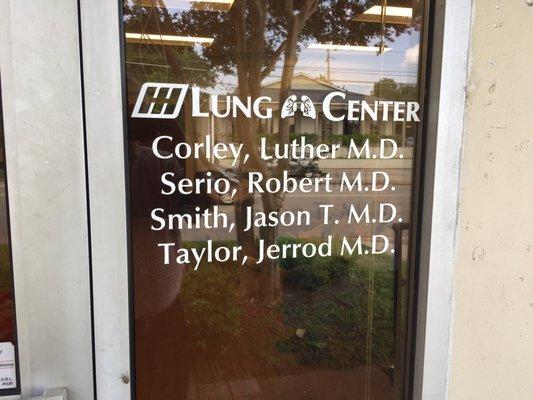 LUNG CENTER
Corley, Luther M.D.
Serio, Robert M.D.
Smith, Jason T. M.D.
Taylor, Jerrod M.D.